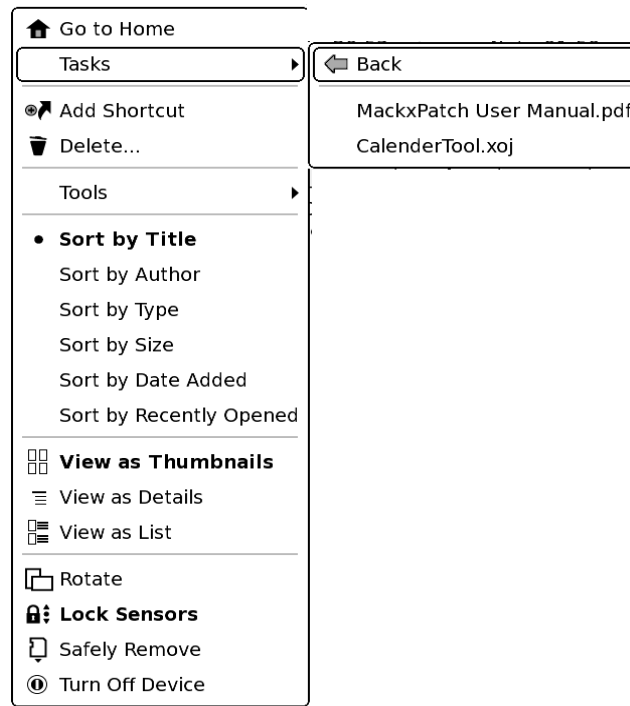 Go to Home
Tasks
Back
Add Shortcut
MackxPatch User Manual.pdf
Delete...
CalenderTool.xoj
Tools
Sort by Title
Sort by Author
Sort by Type
Sort by Size
Sort by Date Added
Sort by Recently Opened
View as Thumbnails
View as Details
View as List
Rotate
Lock Sensors
Safely Remove
Turn Off Device